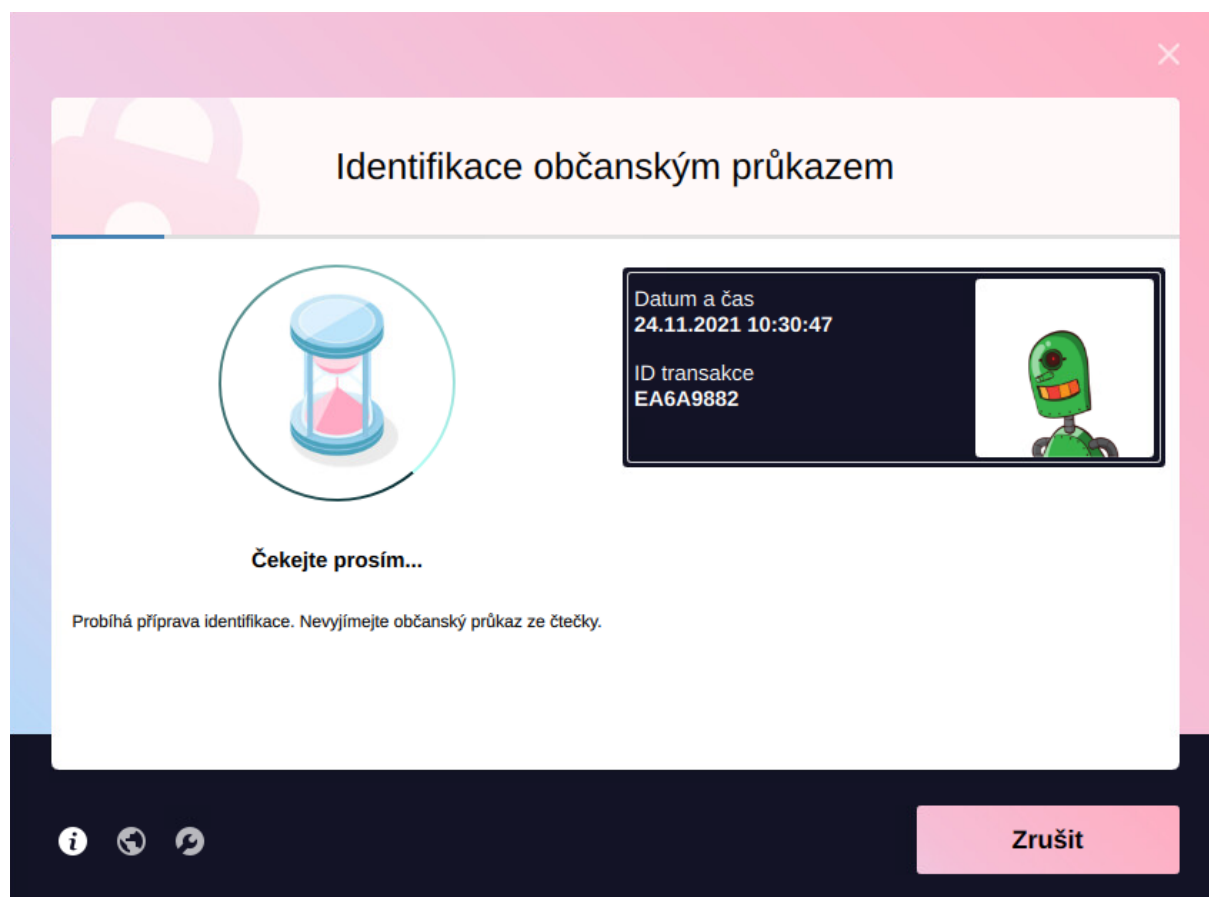 Identifikace občanským průkazem
Datum a čas
24.11.2021 10:30:47
ID transakce
EA6A9882
Čekejte prosím...
Probíhá příprava identifikace. Nevyjímejte občanský průkaz ze čtečky.
Zrušit